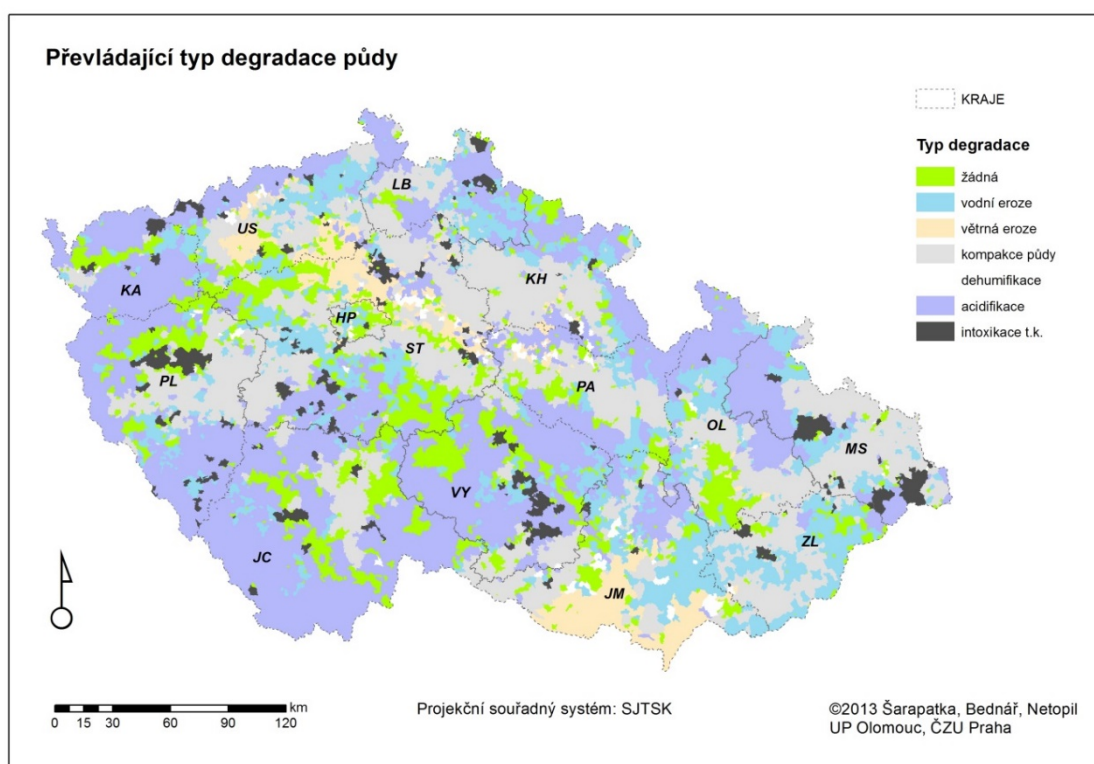 Převládající typ degradace půdy
KRAJE
Typ degradace
žádná
vodní eroze
větrná eroze
kompakce půdy
dehumifikace
acidifikace
intoxikace t.k.
LB
US
KH
KA
HP
ST
PL
PA
OL
MS
VY
ZL
JC
JM
km
0 15 30 60 90 120
Projekční souřadný systém: SJTSK
©2013 Šarapatka, Bednář, Netopil
UP Olomouc, ČZU Praha